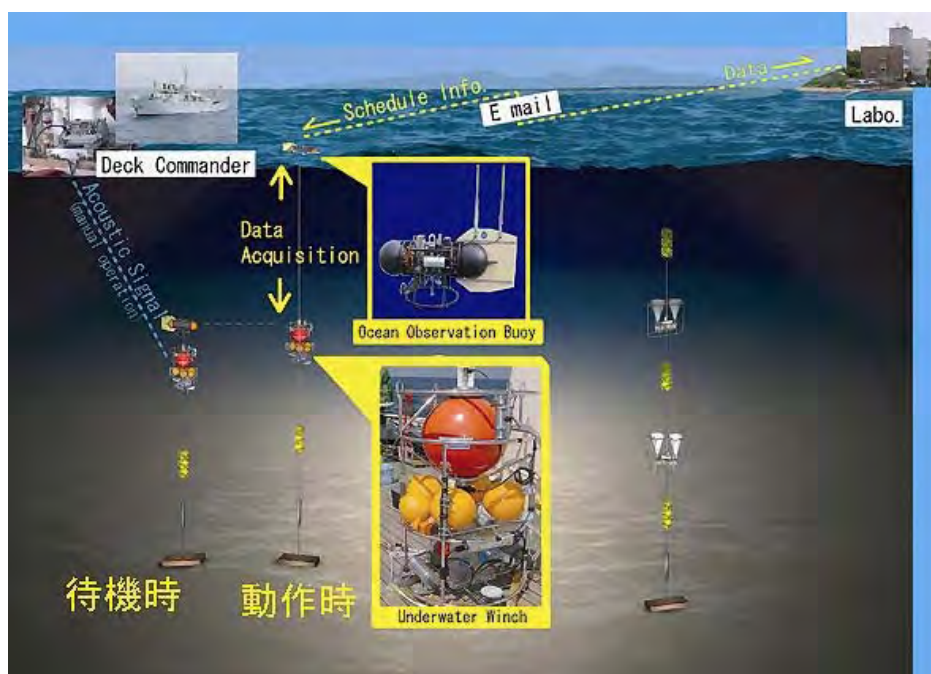 Data
Schedule Info.
E mail
Labo.
Deck Commander
Acoustic Signal
(manual operation)
Data
Acquisition
Ocean Observation Buoy
待機時
動作時
Underwater Winch